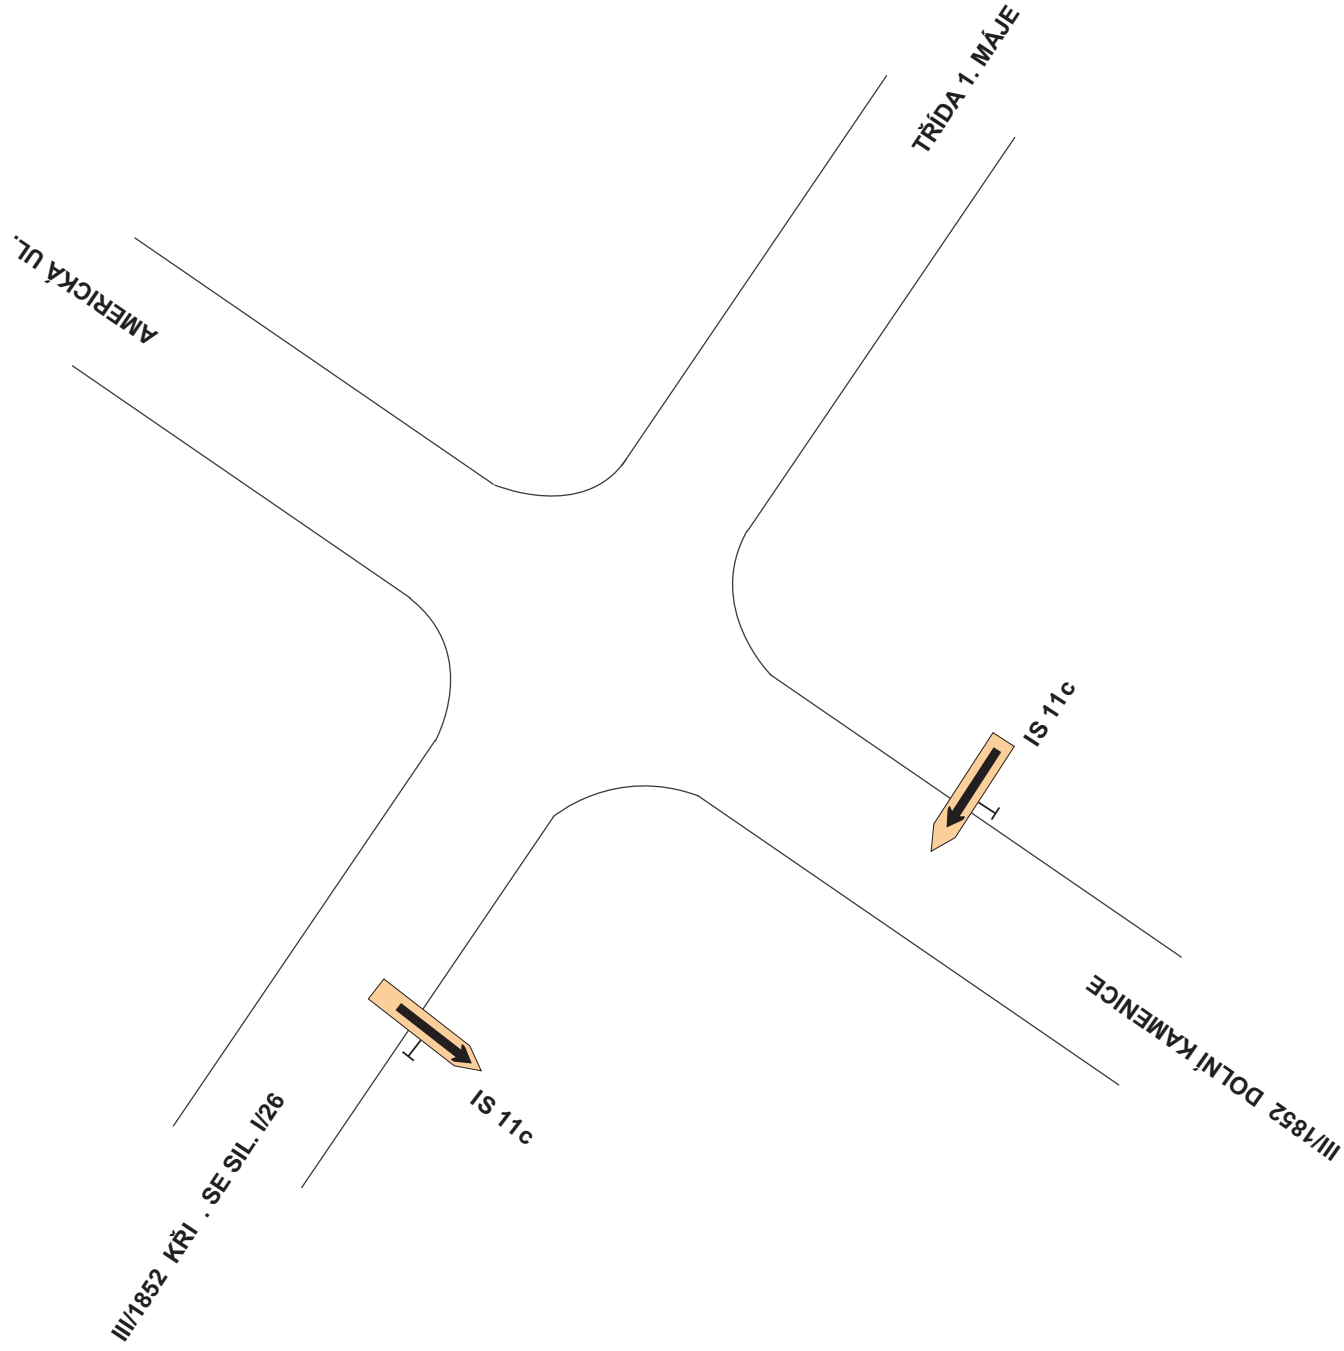 TŘÍDA 1. MÁJE
AMERICKÁ UL.
IS 11c
III/1852 DOLNÍ KAMENICE
IS 11c
III/1852 KŘI . SE SIL. I/26